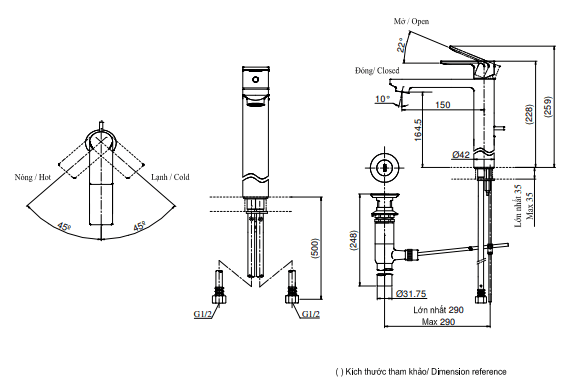 Mở / Open
22°
Đóng/ Closed
10°
150
164.5
(228)
(259)
Ø42
Nóng / Hot
Lạnh / Cold
45º
45º
(500)
(248)
Lớn nhất 35
Max 35
G1/2
G1/2
Ø31.75
Lớn nhất 290
Max 290
( ) Kích thước tham khảo/ Dimension reference